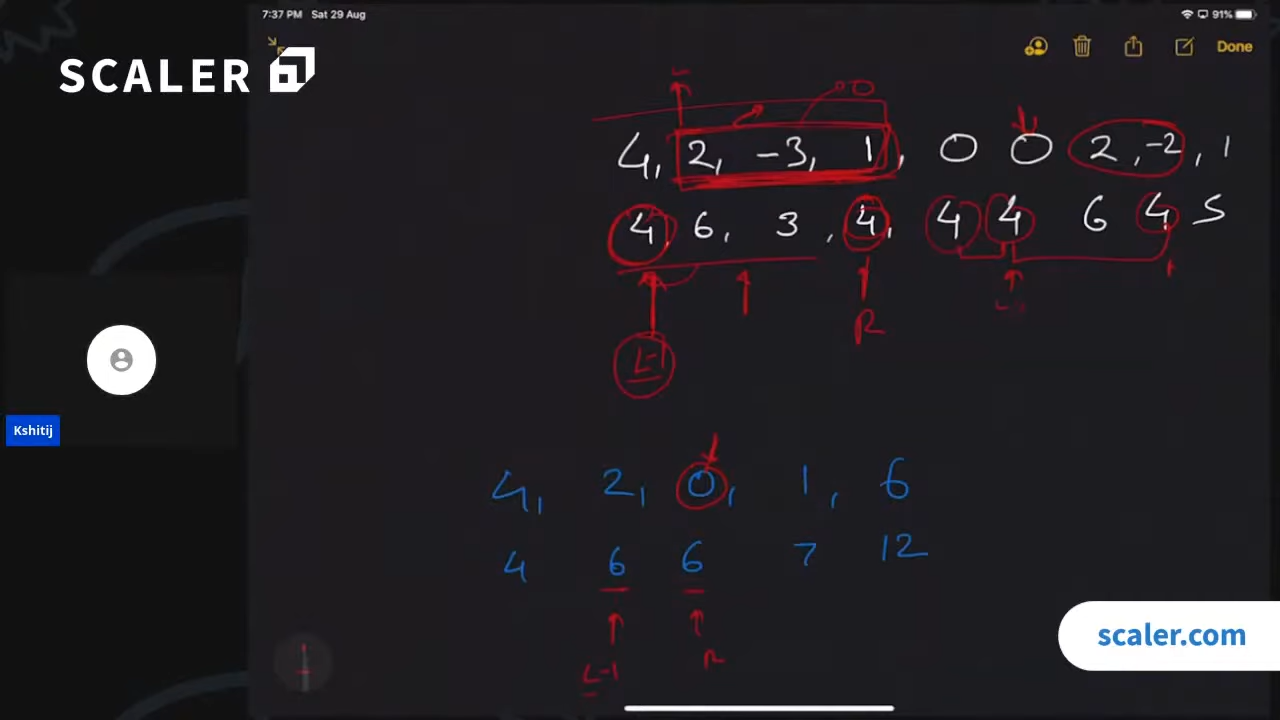 7:37 PM Sat 29 Aug
91%
Done
SCALER
L
0
4, 2, -3, 1, 0 0 2, -2, 1
4, 6, 3, 4, 4 4 6 4 5
R
L-1
Kshitij
4, 2, 0, 1, 6
4 6 6 7 12
scaler.com
L-1 R